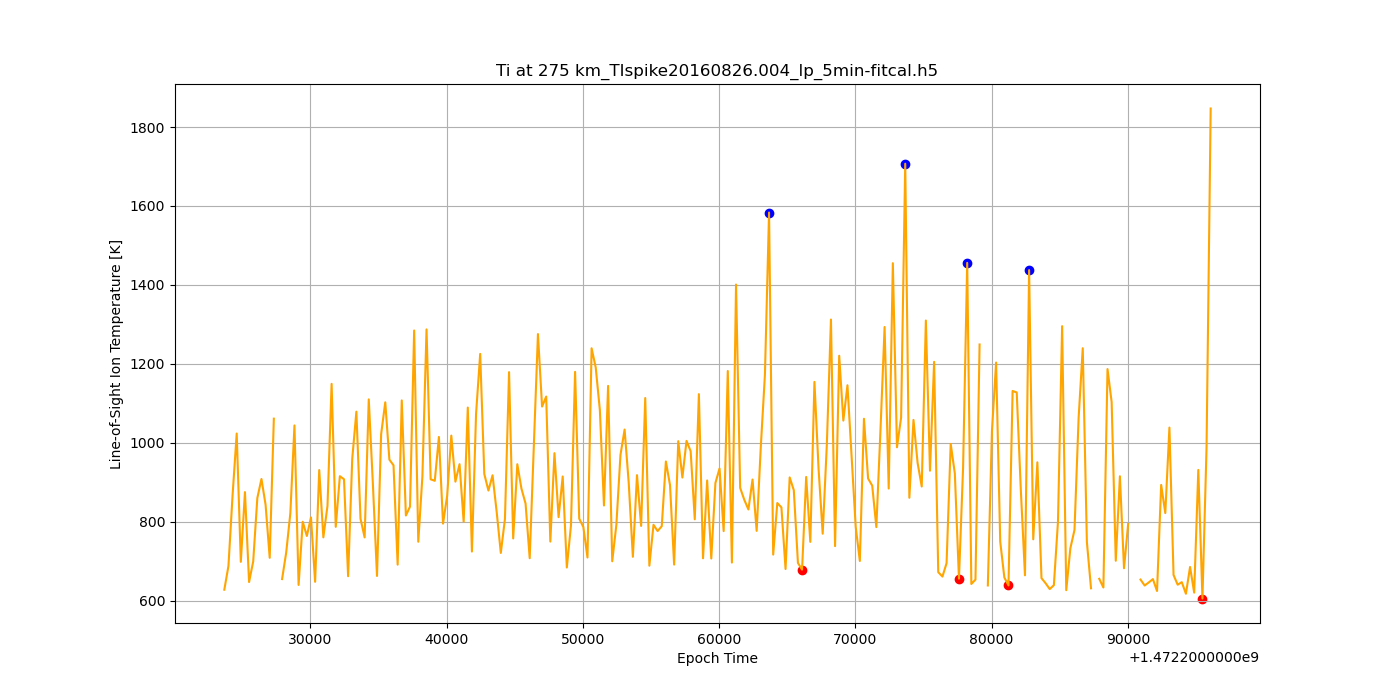 Ti at 275 km_TIspike20160826.004_lp_5min-fitcal.h5
Line-of-Sight Ion Temperature [K]
1800
1600
1400
1200
1000
800
600
30000 40000 50000 60000 70000 80000 90000
Epoch Time
+1.4722000000e9